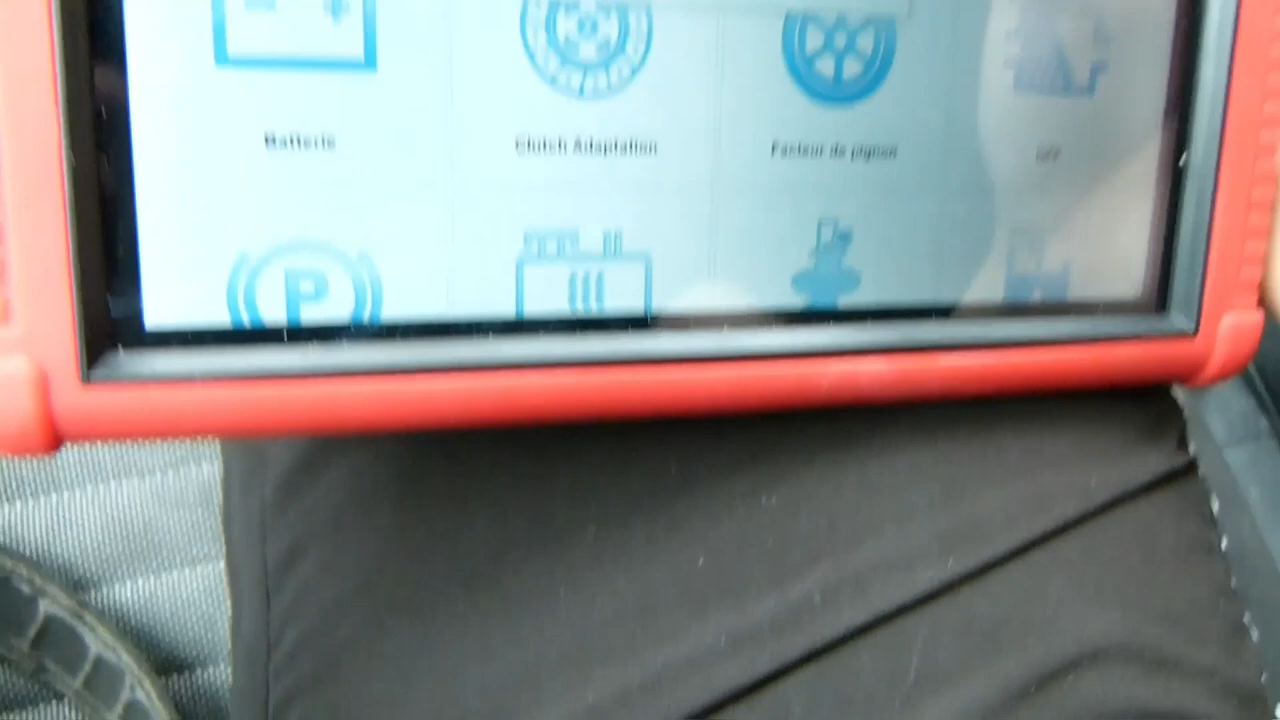 Batterie
Clutch Adaptation
Facteur de pignon
P